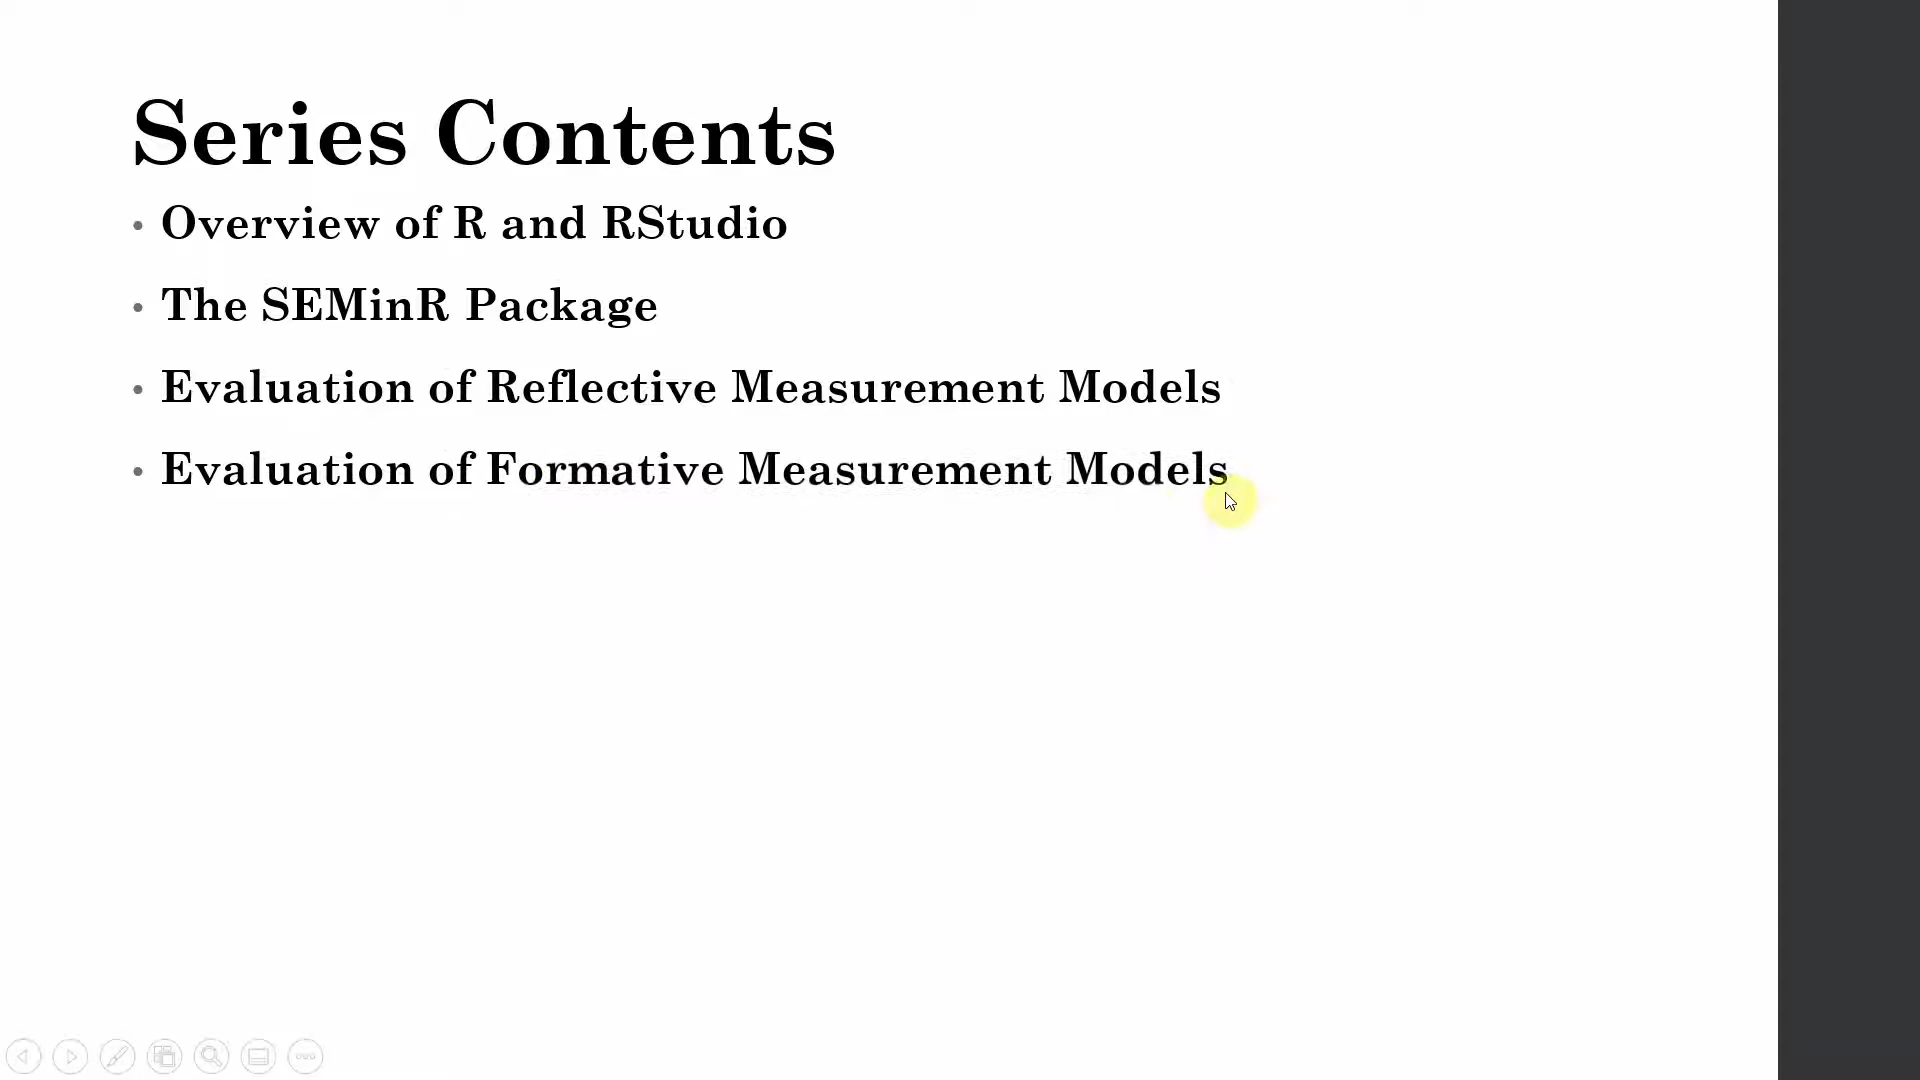 Series Contents
• Overview of R and RStudio
• The SEMinR Package
• Evaluation of Reflective Measurement Models
• Evaluation of Formative Measurement Models